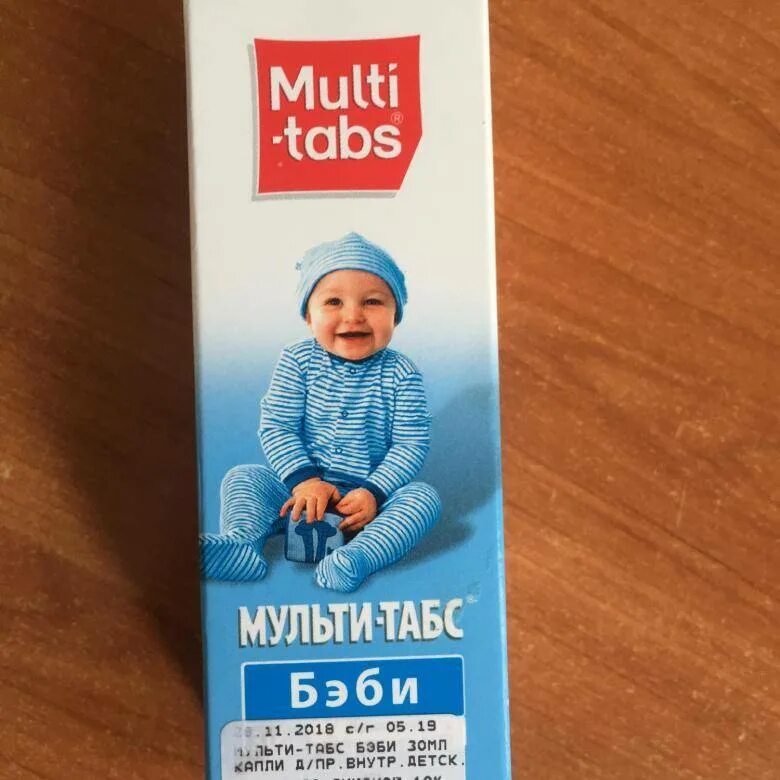 Multi
-tabs®
МУЛЬТИ-ТАБС®
Бэби
.11.2018 с/г 05.19
МУЛЬТИ-ТАБС БЭБИ 30МЛ
КАПЛИ Д/ПР.ВНУТР.ДЕТСК.